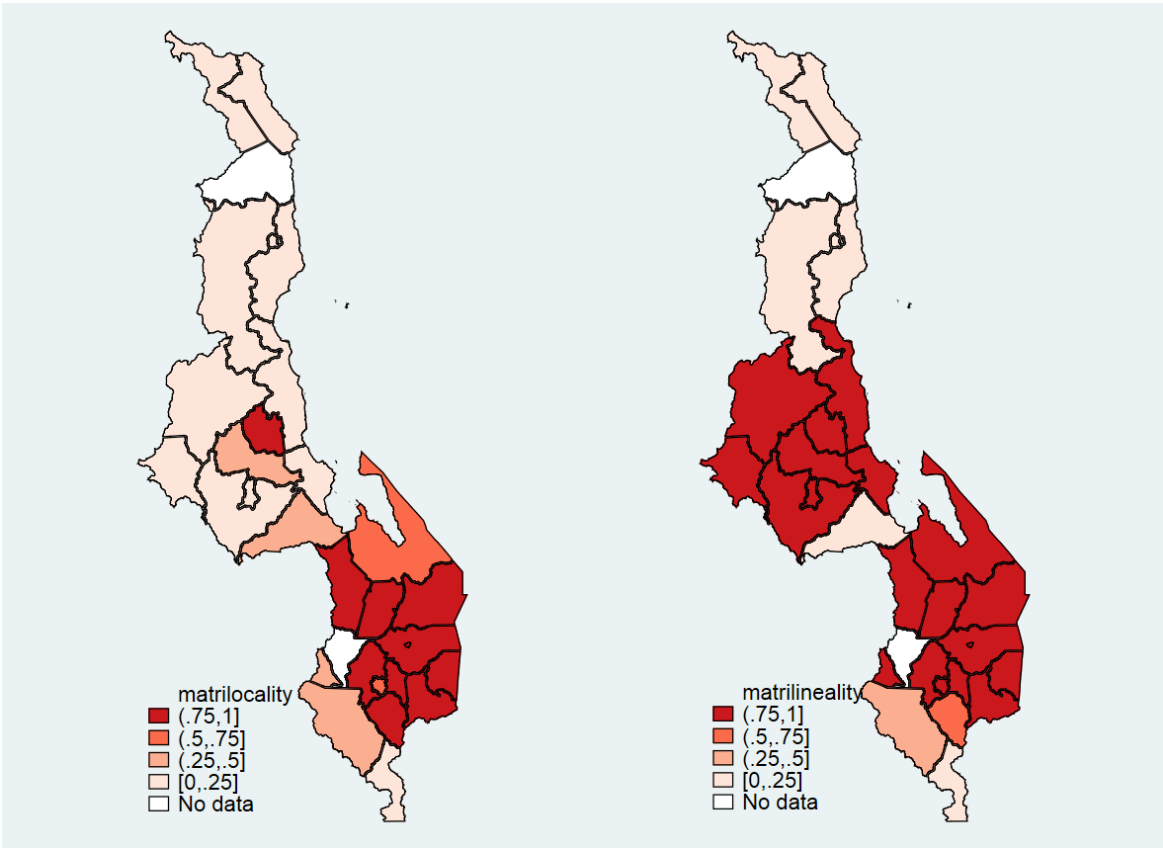 matrilocality
(.75,1]
(.5,.75]
(.25,.5]
[0,.25]
No data
matrilineality
(.75,1]
(.5,.75]
(.25,.5]
[0,.25]
No data